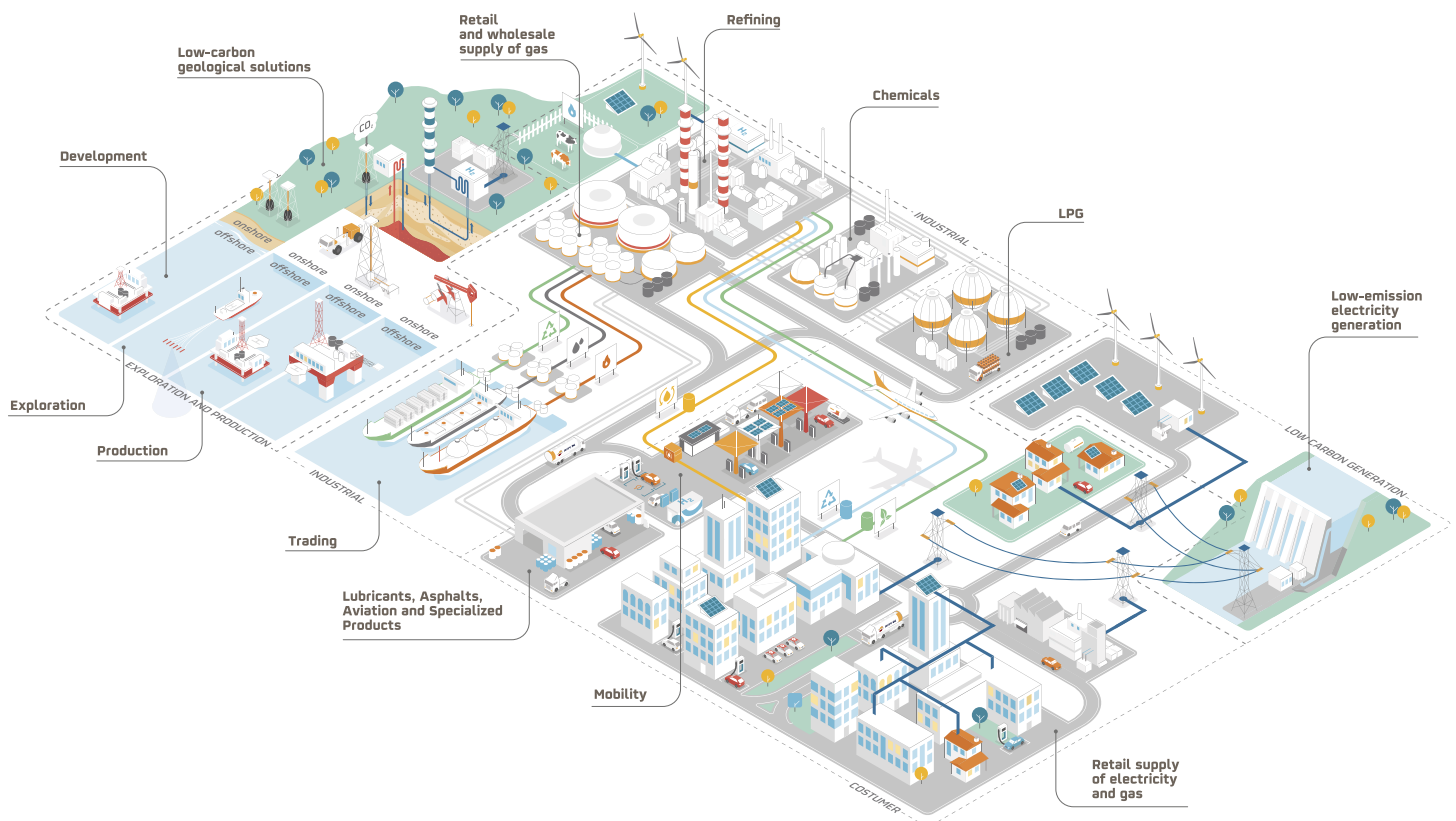 Retail
and wholesale
supply of gas
Refining
Low-carbon
geological solutions
Chemicals
CO₂
H₂
H₂
Development
LPG
INDUSTRIAL
onshore
offshore
onshore
offshore
onshore
offshore
onshore
offshore
Low-emission
electricity
generation
EXPLORATION AND PRODUCTION
Exploration
Production
INDUSTRIAL
LOW CARBON GENERATION
H2
Trading
Lubricants, Asphalts,
Aviation and Specialized
Products
Mobility
Retail supply
of electricity
and gas
COSTUMER